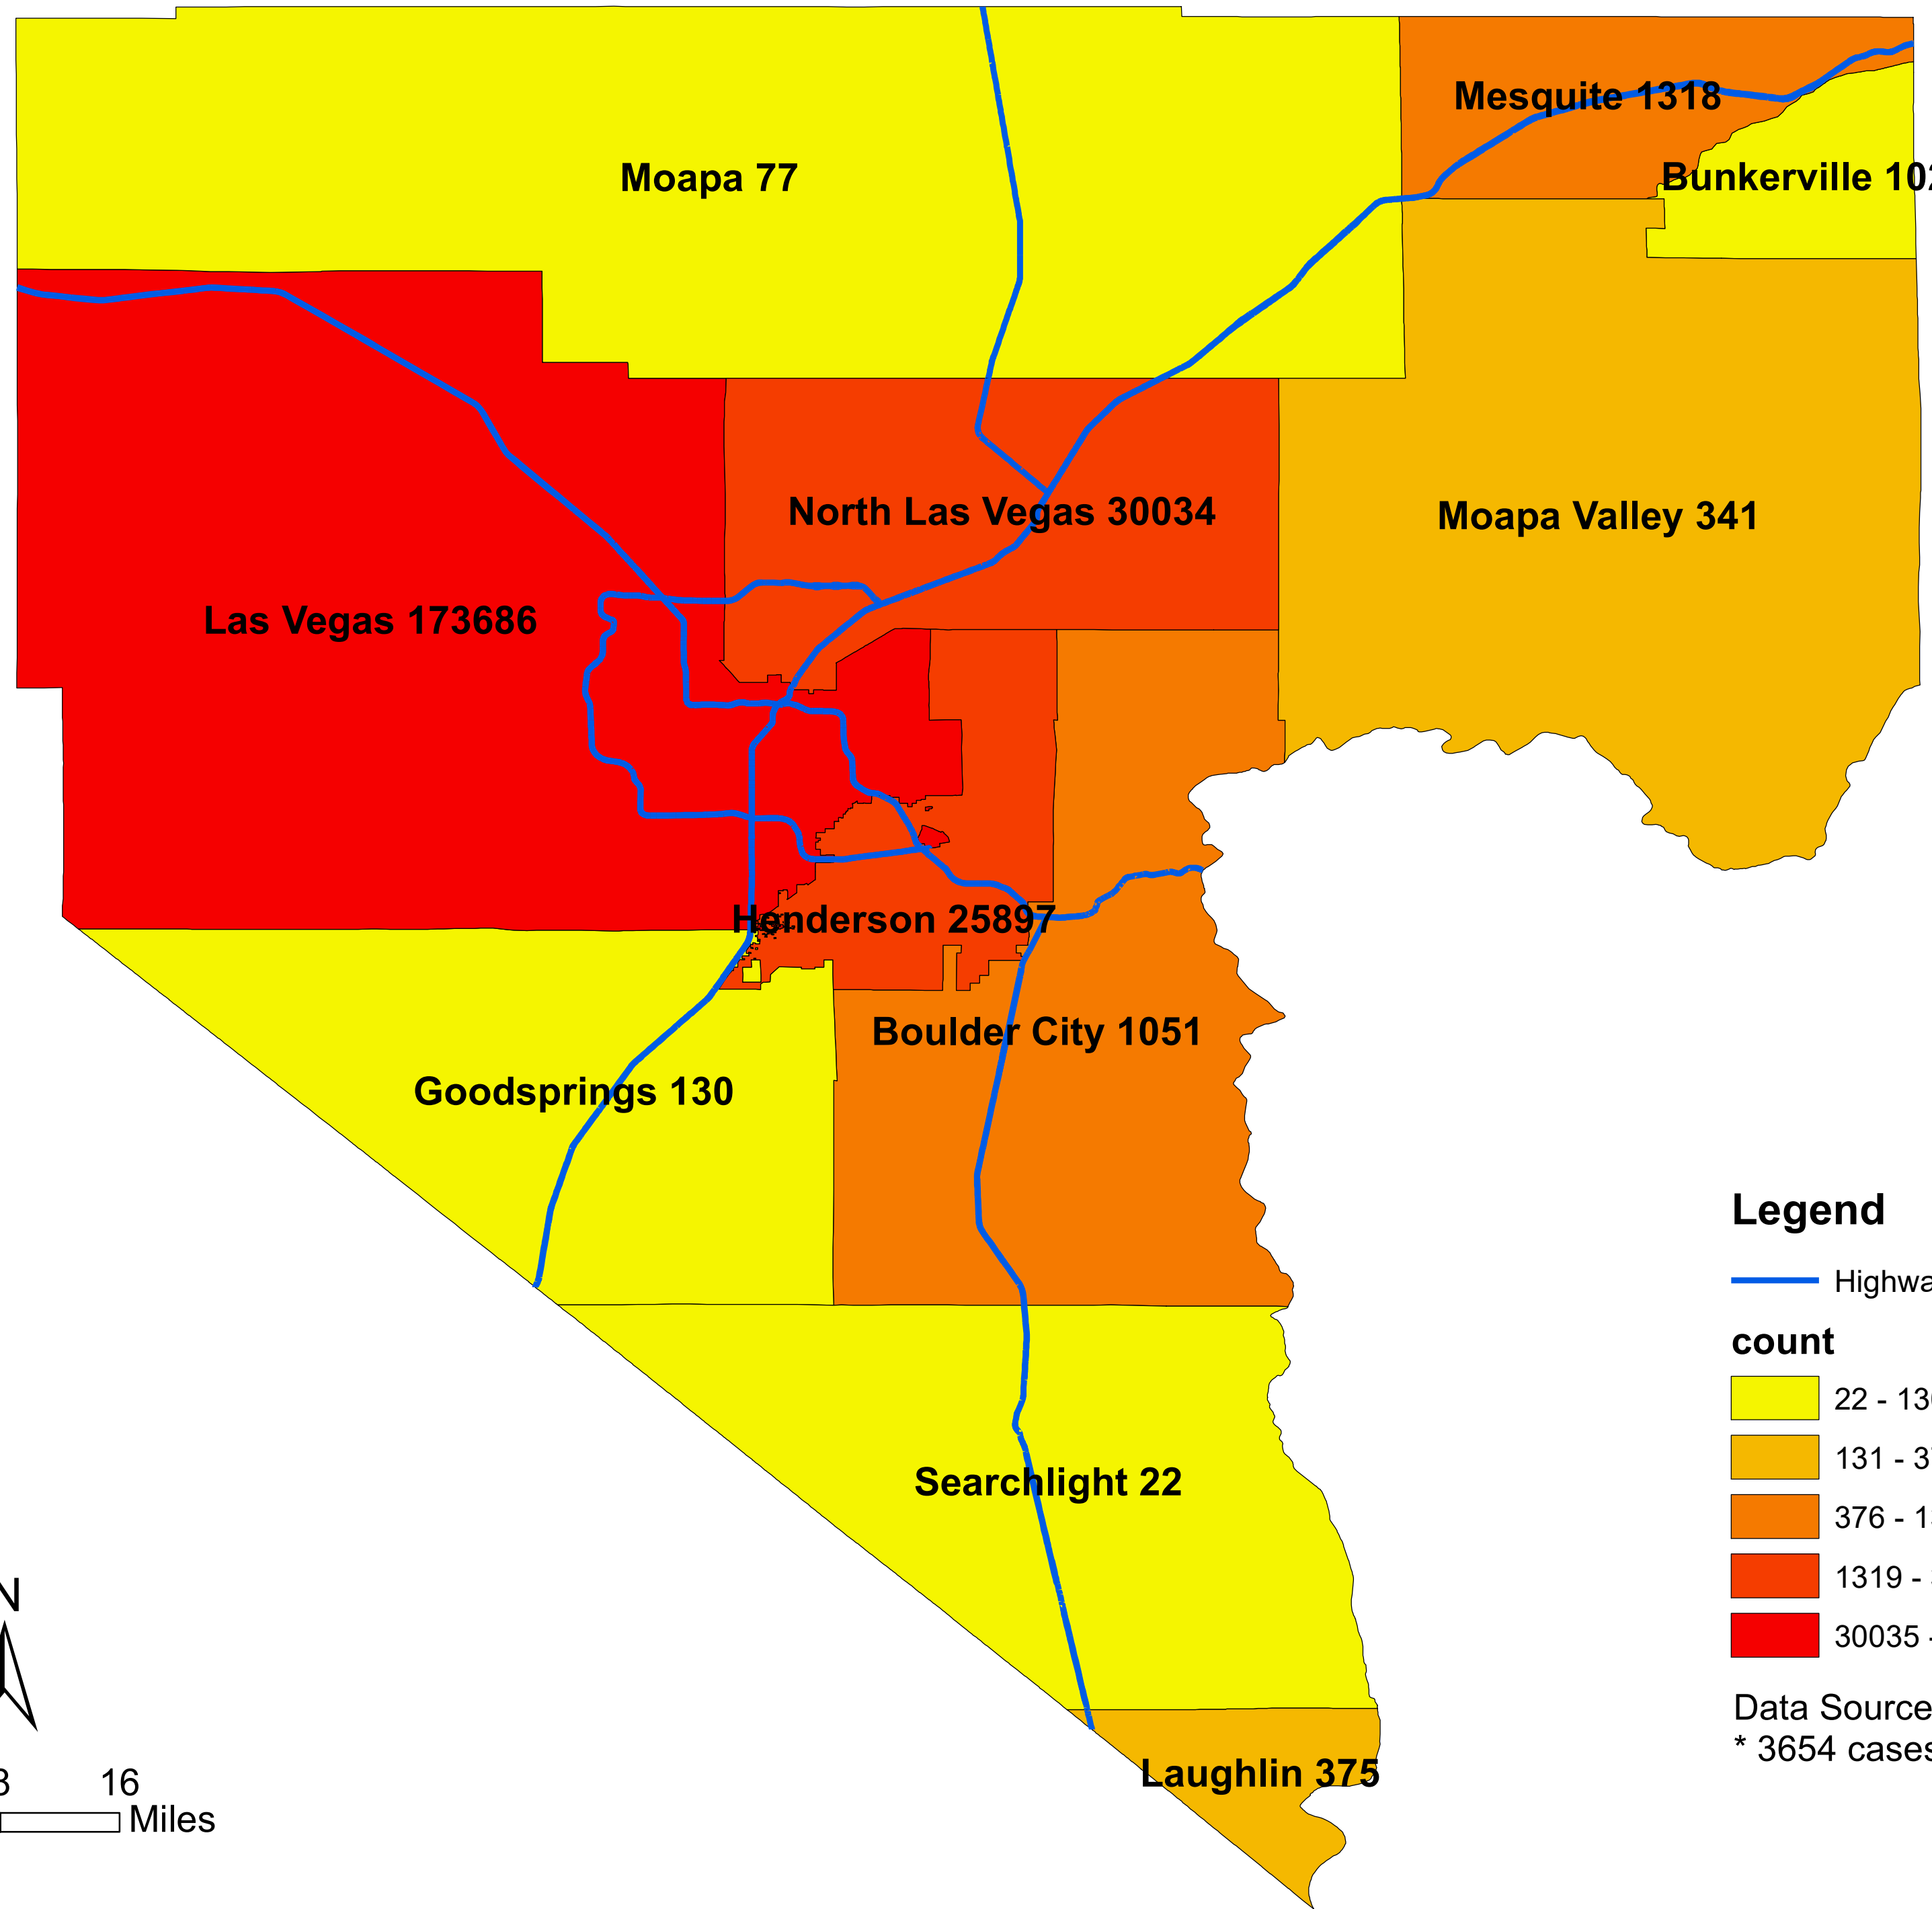 Mesquite 1318
Moapa 77
Bunkerville 102
North Las Vegas 30034
Moapa Valley 341
Las Vegas 173686
Henderson 25897
Boulder City 1051
Goodsprings 130
Legend
count
22 - 13
131 - 3
Searchlight 22
376 - 1
1319 -
N
30035 -
Data Source
* 3654 cases
Laughlin 375
16
Miles